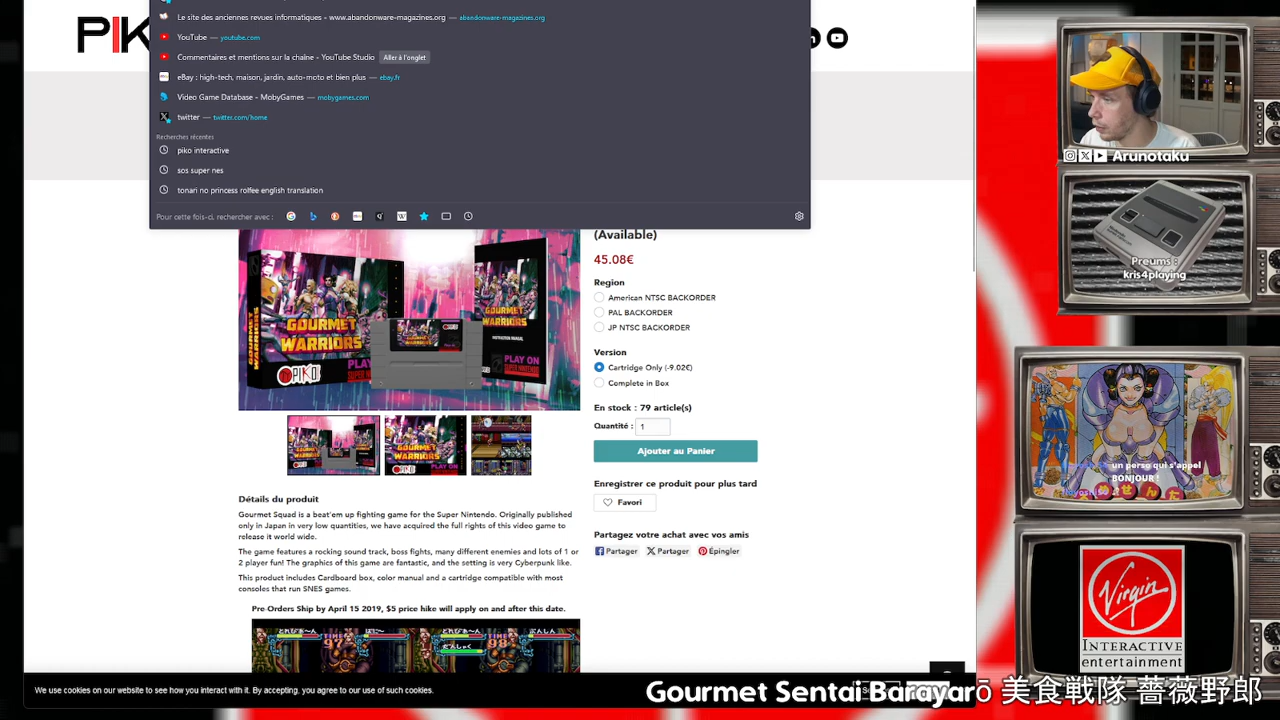 Le site des anciennes revues informatiques - www.abandonware-magazines.org — abandonware-magazines.org
YouTube — youtube.com
Commentaires et mentions sur la chaîne - YouTube Studio Aller à l'onglet
eBay : high-tech, maison, jardin, auto-moto et bien plus — ebay.fr
Video Game Database - MobyGames — mobygames.com
twitter — twitter.com/home
Recherches récentes
piko interactive
sos super nes
tonari no princess rolfee english translation
Pour cette fois-ci, rechercher avec :
PIK
(Available)
45.08€
Region
American NTSC BACKORDER
PAL BACKORDER
JP NTSC BACKORDER
Version
Cartridge Only (-9.02€)
Complete in Box
En stock : 79 article(s)
Quantité : 1
Ajouter au Panier
Enregistrer ce produit pour plus tard
Favori
Partagez votre achat avec vos amis
Partager
Partager
Épingler
GOURMET WARRIORS
GOURMET WARRIORS
INSTRUCTION MANUAL
PIKO
PLAY ON
Détails du produit
Gourmet Squad is a beat'em up fighting game for the Super Nintendo. Originally published
only in Japan in very low quantities, we have acquired the full rights of this video game to
release it world wide.
The game features a rocking sound track, boss fights, many different enemies and lots of 1 or
2 player fun! The graphics of this game are fantastic, and the setting is very Cyberpunk like.
This product includes Cardboard box, color manual and a cartridge compatible with most
consoles that run SNES games.
Pre-Orders Ship by April 15 2019, $5 price hike will apply on and after this date.
We use cookies on our website to see how you interact with it. By accepting, you agree to our use of such cookies.
Arunotaku
Preums :
kris4playing
un perse qui s'appel
BONJOUR !
Virgin
INTERACTIVE
entertainment
Gourmet Sentai Barayarō 美食戦隊 薔薇野郎